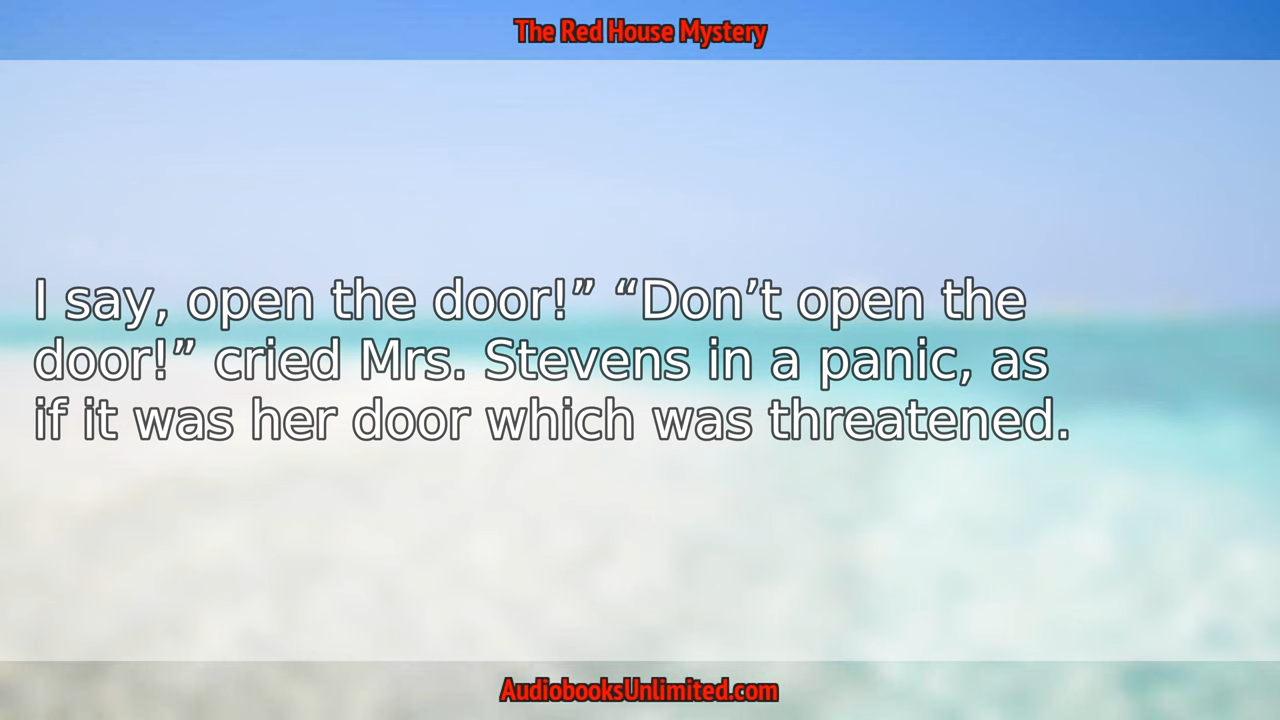 The Red House Mystery
I say, open the door!” “Don’t open the
door!” cried Mrs. Stevens in a panic, as
if it was her door which was threatened.
AudiobooksUnlimited.com